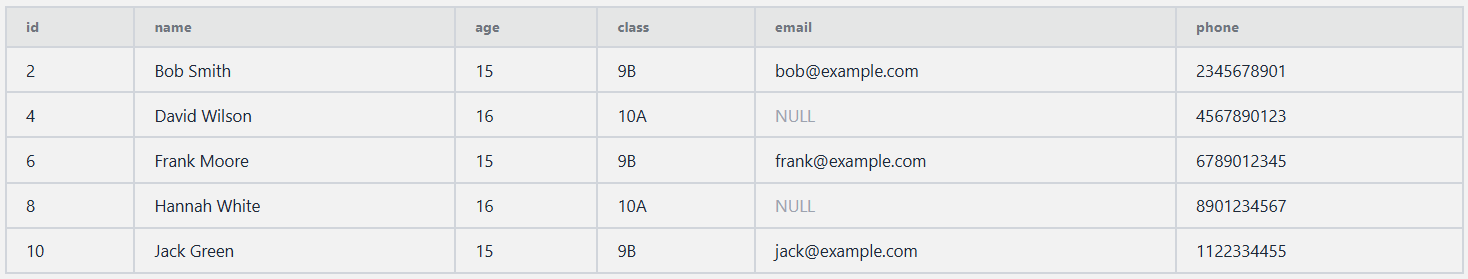 id name age class email phone
2 Bob Smith 15 9B bob@example.com 2345678901
4 David Wilson 16 10A NULL 4567890123
6 Frank Moore 15 9B frank@example.com 6789012345
8 Hannah White 16 10A NULL 8901234567
10 Jack Green 15 9B jack@example.com 1122334455